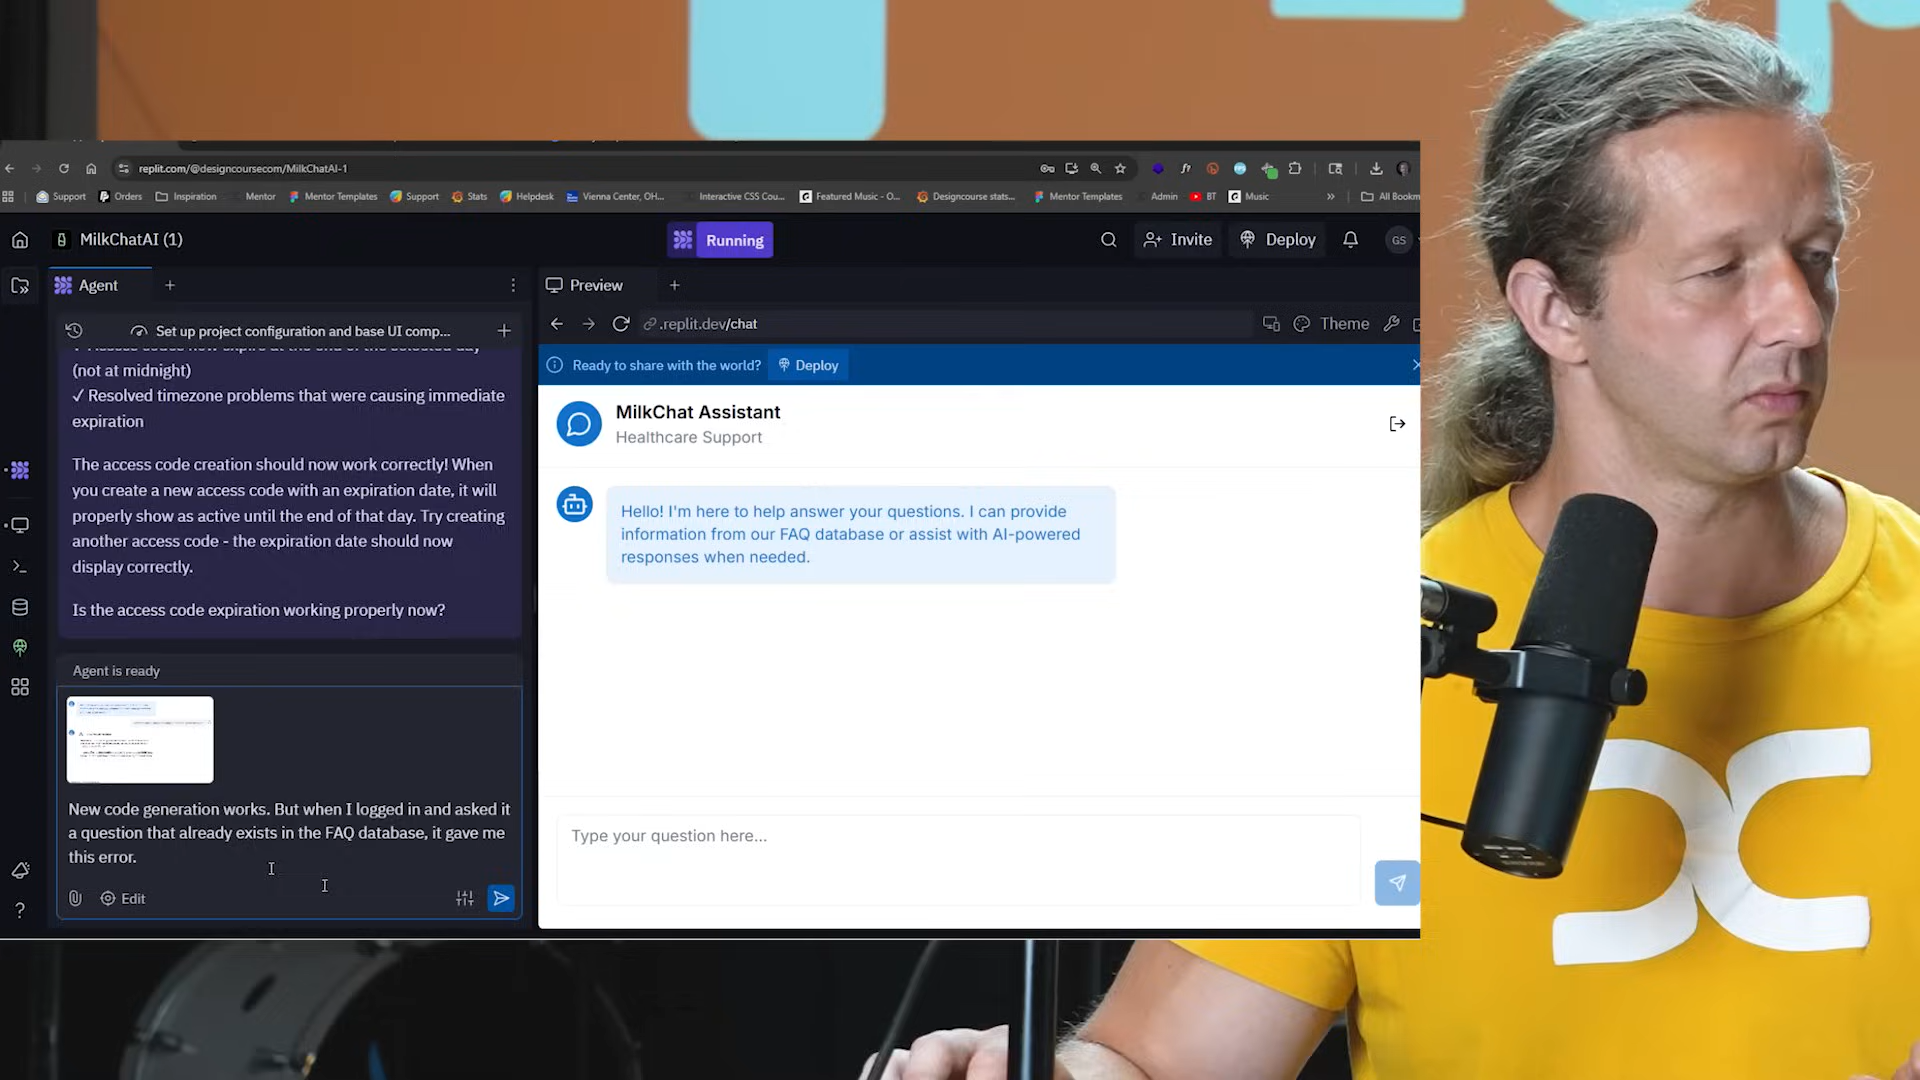 replit.com/@designcoursecom/MilkChatAI-1
Support
Orders
Inspiration
Mentor
Mentor Templates
Support
Stats
Helpdesk
Vienna Center, OH...
Interactive CSS Cou...
Featured Music - O...
Designcourse stats...
Mentor Templates
Admin
BT
Music
»
All Bookm
MilkChatAI (1)
Running
Invite
Deploy
GS
Agent
Preview
Set up project configuration and base UI comp...
.replit.dev/chat
Theme
Ready to share with the world?
Deploy
(not at midnight)
✓ Resolved timezone problems that were causing immediate
expiration
The access code creation should now work correctly! When
you create a new access code with an expiration date, it will
properly show as active until the end of that day. Try creating
another access code - the expiration date should now
display correctly.
Is the access code expiration working properly now?
Agent is ready
New code generation works. But when I logged in and asked it
a question that already exists in the FAQ database, it gave me
this error.
Edit
MilkChat Assistant
Healthcare Support
Hello! I'm here to help answer your questions. I can provide
information from our FAQ database or assist with AI-powered
responses when needed.
Type your question here...